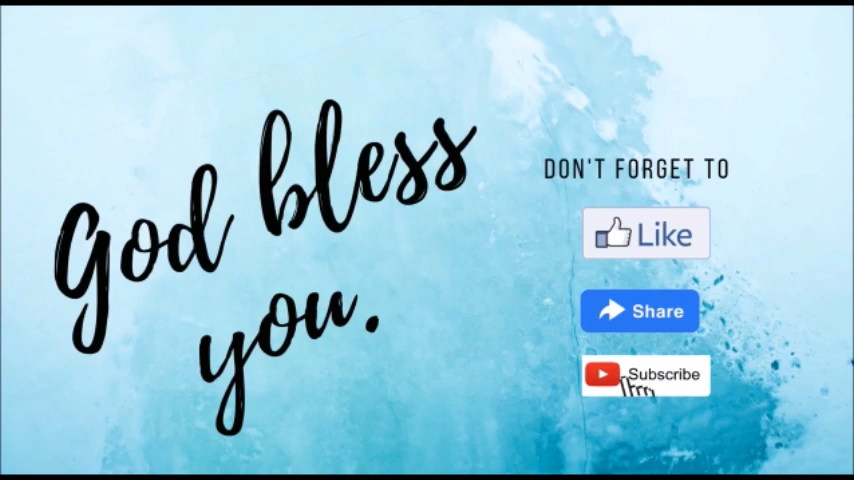 God bless
you.
DON'T FORGET TO
Like
Share
Subscribe